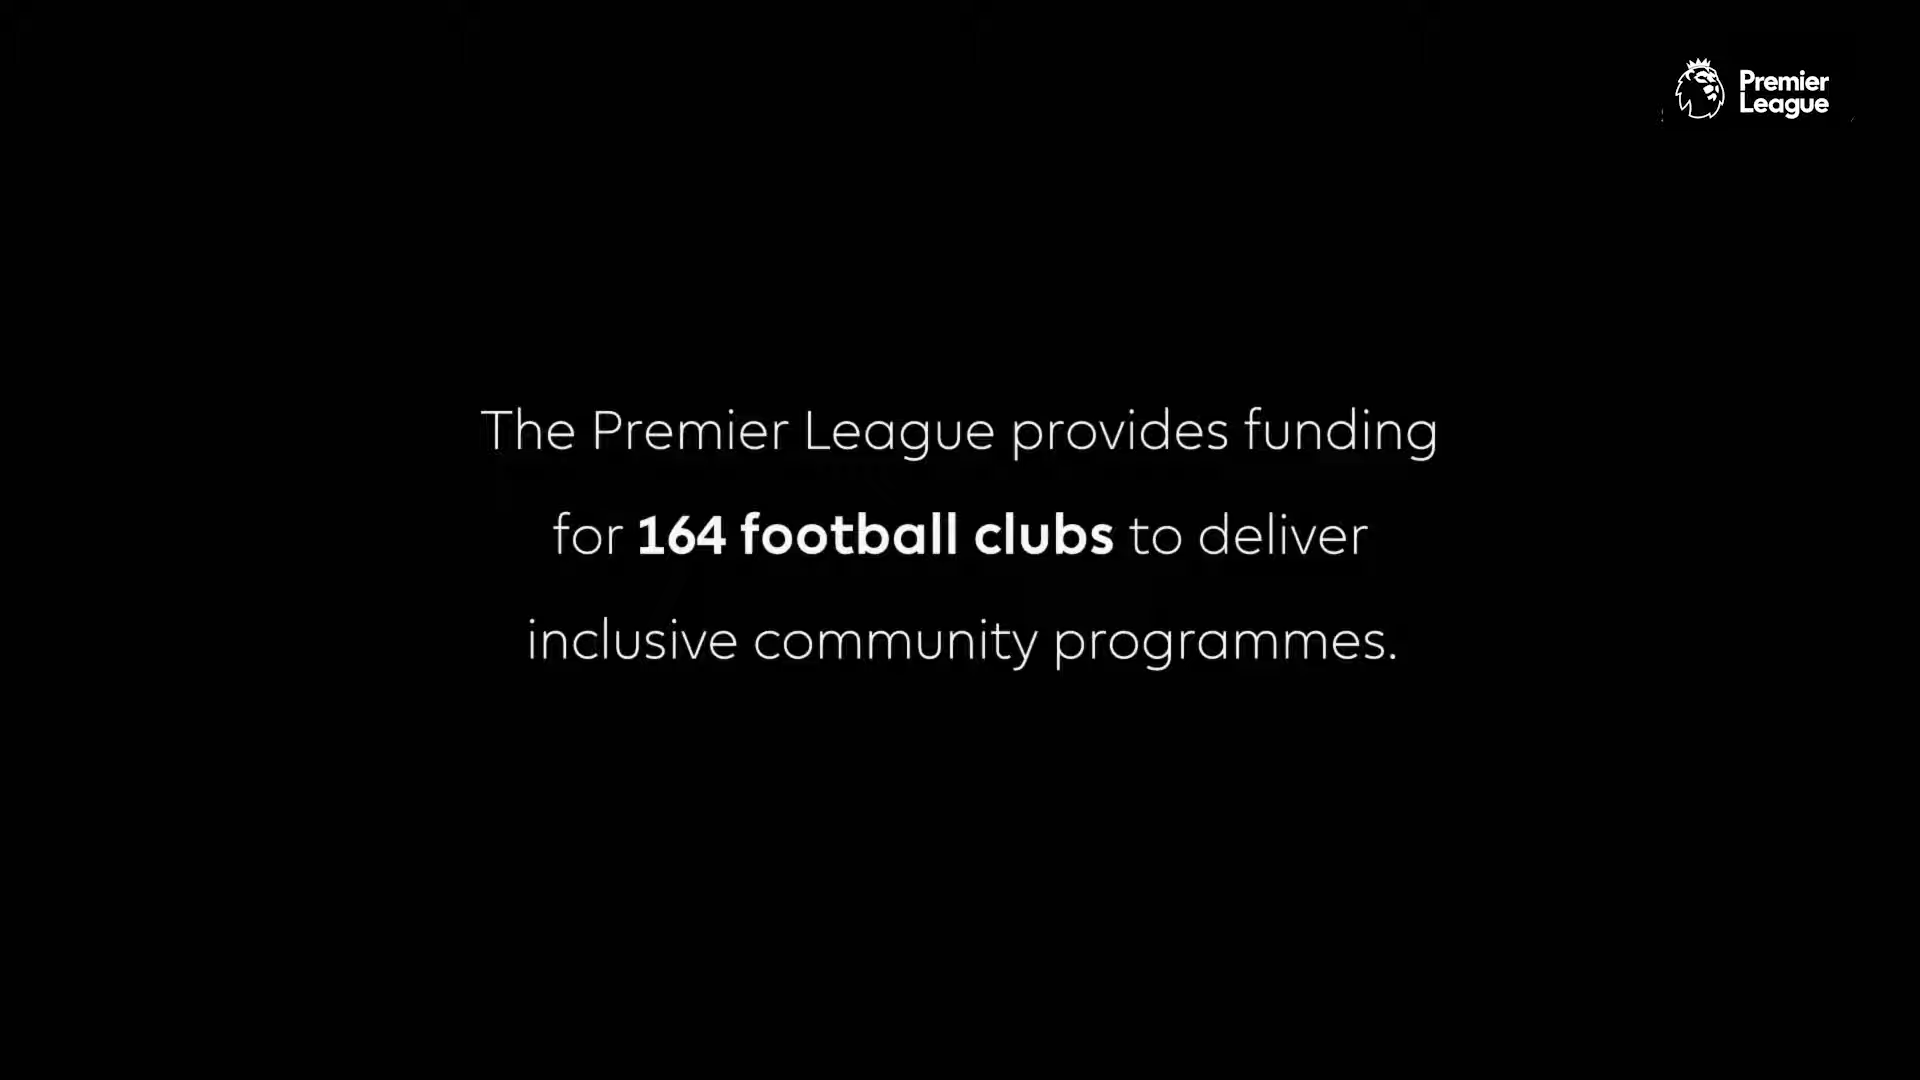 Premier
League
The Premier League provides funding
for 164 football clubs to deliver
inclusive community programmes.